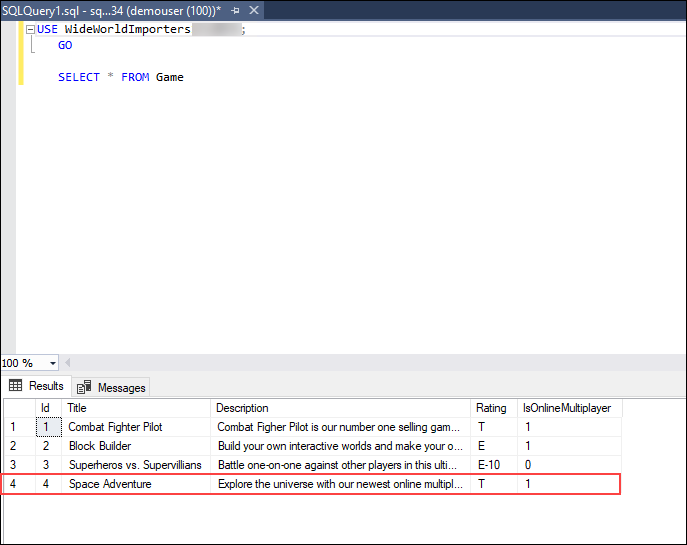 SQLQuery1.sql - sq...34 (demouser (100))*
USE WideWorldImporters ;
GO
SELECT * FROM Game
100 %
Results Messages
Id Title Description Rating IsOnlineMultiplayer
1 1 Combat Fighter Pilot Combat Figher Pilot is our number one selling gam... T 1
2 2 Block Builder Build your own interactive worlds and make your o... E 1
3 3 Superheros vs. Supervillians Battle one-on-one against other players in this ulti... E-10 0
4 4 Space Adventure Explore the universe with our newest online multipl... T 1